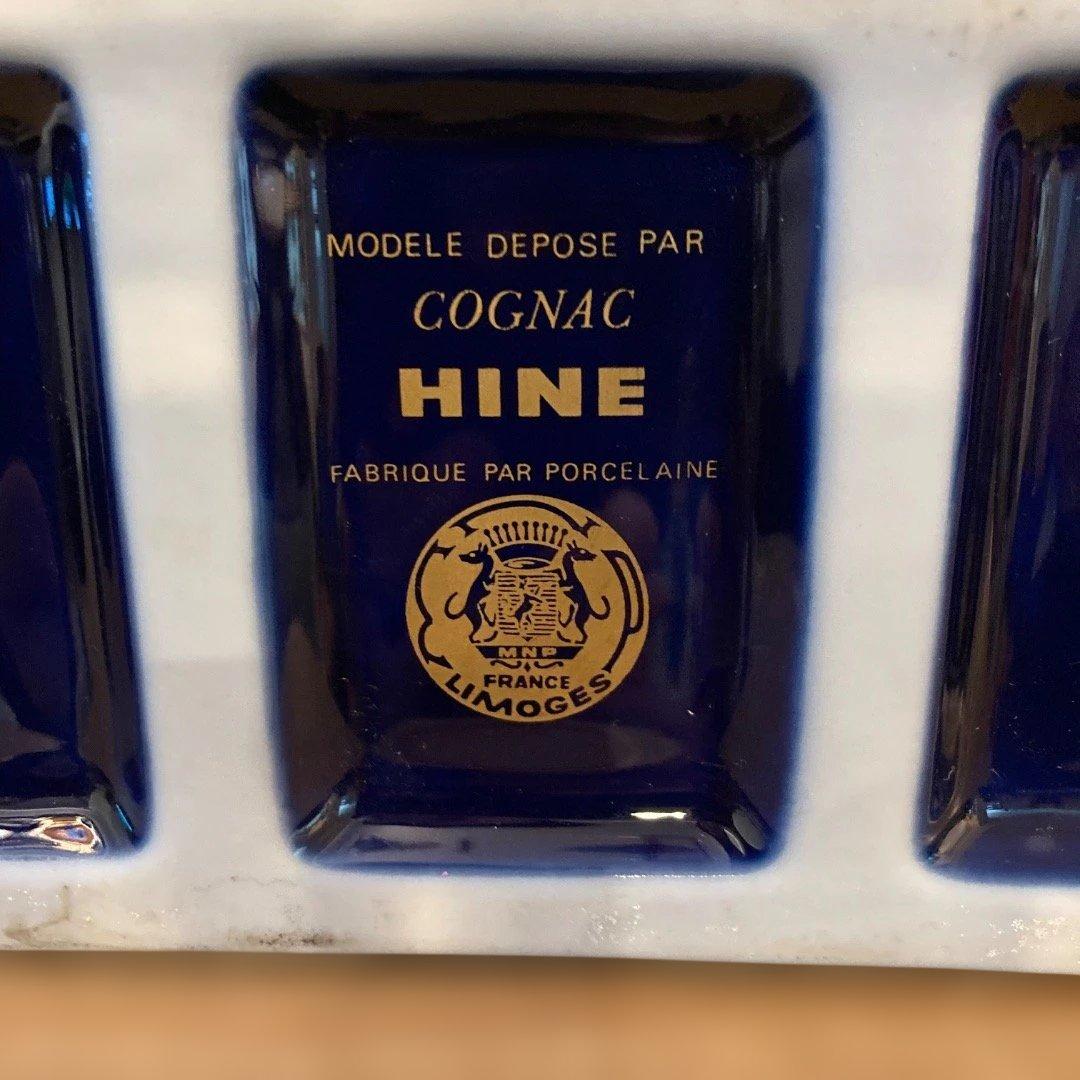 MODELE DEPOSE PAR
COGNAC
HINE
FABRIQUE PAR PORCELAINE
MNP
FRANCE
LIMOGES